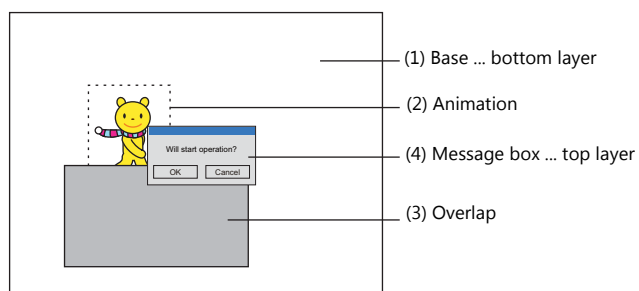 (1) Base ... bottom layer
(2) Animation
Will start operation?
OK Cancel
(4) Message box ... top layer
(3) Overlap